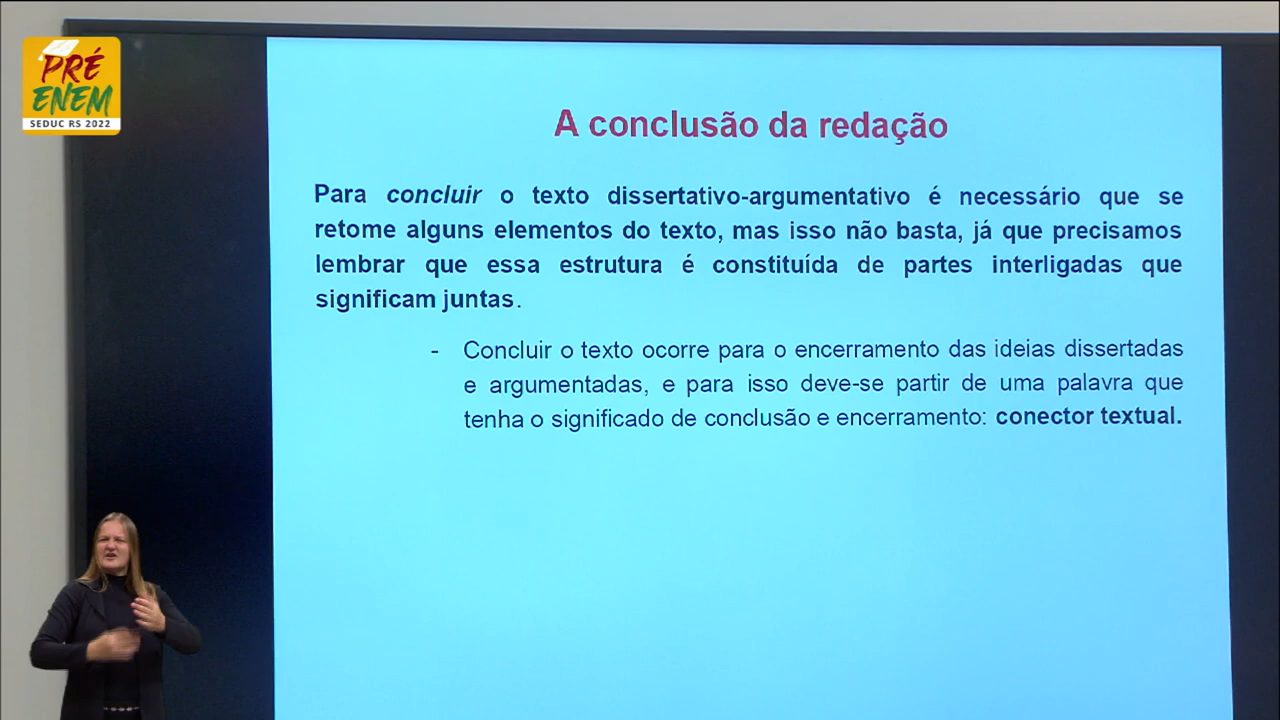 PRÉ
ENEM
SEDUC RS 2022
A conclusão da redação
Para concluir o texto dissertativo-argumentativo é necessário que se
retome alguns elementos do texto, mas isso não basta, já que precisamos
lembrar que essa estrutura é constituída de partes interligadas que
significam juntas.
- Concluir o texto ocorre para o encerramento das ideias dissertadas
e argumentadas, e para isso deve-se partir de uma palavra que
tenha o significado de conclusão e encerramento: conector textual.